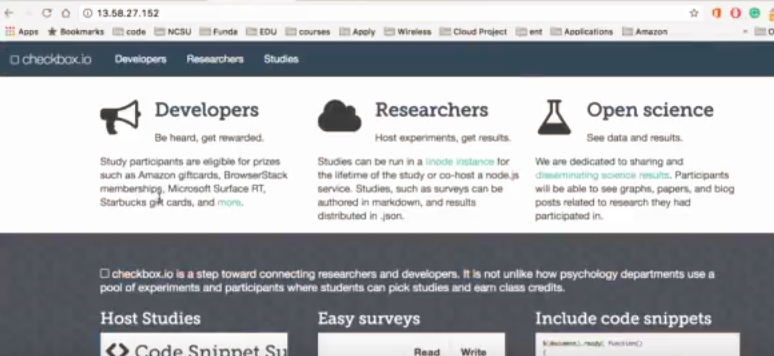 13.58.27.152
Apps Bookmarks code NCSU Funda EDU courses Apply Wireless Cloud Project ent Applications Amazon
checkbox.io Developers Researchers Studies
Developers
Be heard, get rewarded.
Study participants are eligible for prizes
such as Amazon giftcards, BrowserStack
memberships, Microsoft Surface RT,
Starbucks gift cards, and more.
Researchers
Host experiments, get results.
Studies can be run in a linode instance for
the lifetime of the study or co-host a node.js
service. Studies, such as surveys can be
authored in markdown, and results
distributed in .json.
Open science
See data and results.
We are dedicated to sharing and
disseminating science results. Participants
will be able to see graphs, papers, and blog
posts related to research they had
participated in.
checkbox.io is a step toward connecting researchers and developers. It is not unlike how psychology departments use a
pool of experiments and participants where students can pick studies and earn class credits.
Host Studies
Code Snippet Su
Easy surveys
Read Write
Include code snippets
$(document).ready( function()
{